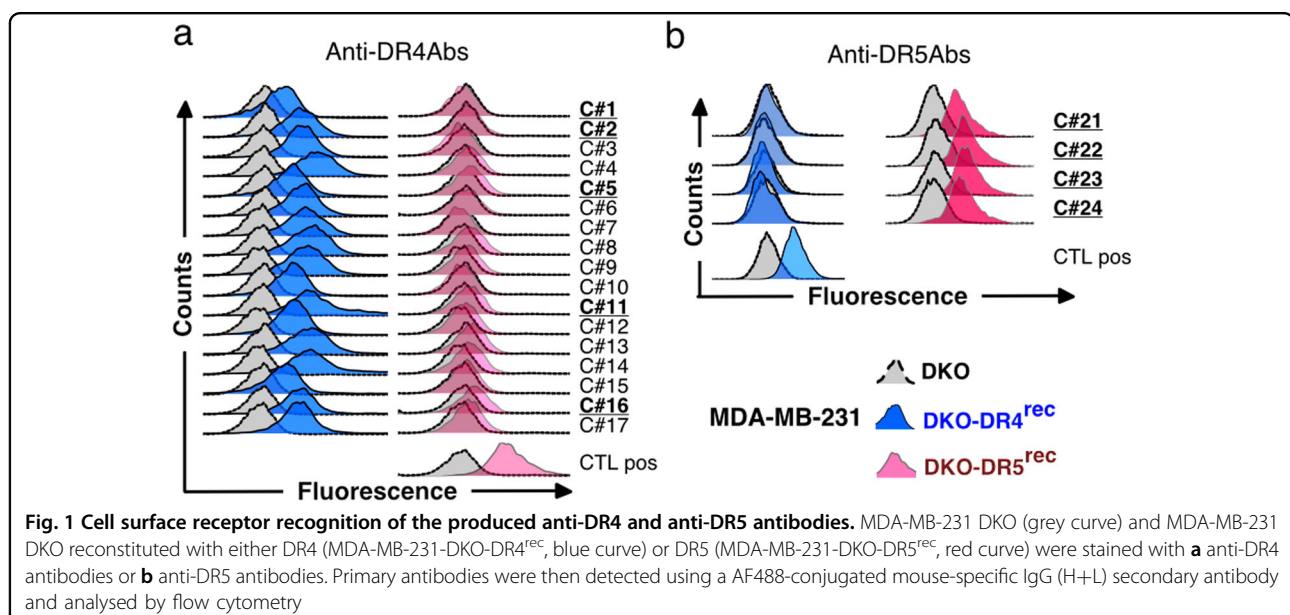 a
Anti-DR4Abs
Counts
C#1
C#2
C#3
C#4
C#5
C#6
C#7
C#8
C#9
C#10
C#11
C#12
C#13
C#14
C#15
C#16
C#17
CTL pos
Fluorescence
b
Anti-DR5Abs
Counts
C#21
C#22
C#23
C#24
CTL pos
Fluorescence
MDA-MB-231
DKO
DKO-DR4rec
DKO-DR5rec
Fig. 1 Cell surface receptor recognition of the produced anti-DR4 and anti-DR5 antibodies. MDA-MB-231 DKO (grey curve) and MDA-MB-231
DKO reconstituted with either DR4 (MDA-MB-231-DKO-DR4rec, blue curve) or DR5 (MDA-MB-231-DKO-DR5rec, red curve) were stained with a anti-DR4
antibodies or b anti-DR5 antibodies. Primary antibodies were then detected using a AF488-conjugated mouse-specific IgG (H+L) secondary antibody
and analysed by flow cytometry